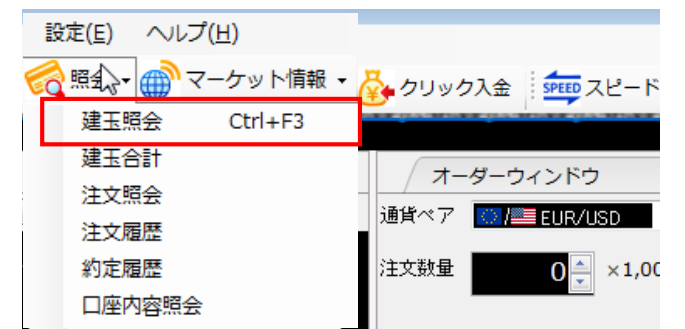 設定(E) ヘルプ(H)
照会 マーケット情報 クリック入金 SPEED スピード
建玉照会 Ctrl+F3
建玉合計
注文照会
注文履歴
約定履歴
口座内容照会
オーダーウィンドウ
通貨ペア EUR/USD
注文数量 0 ×1,00